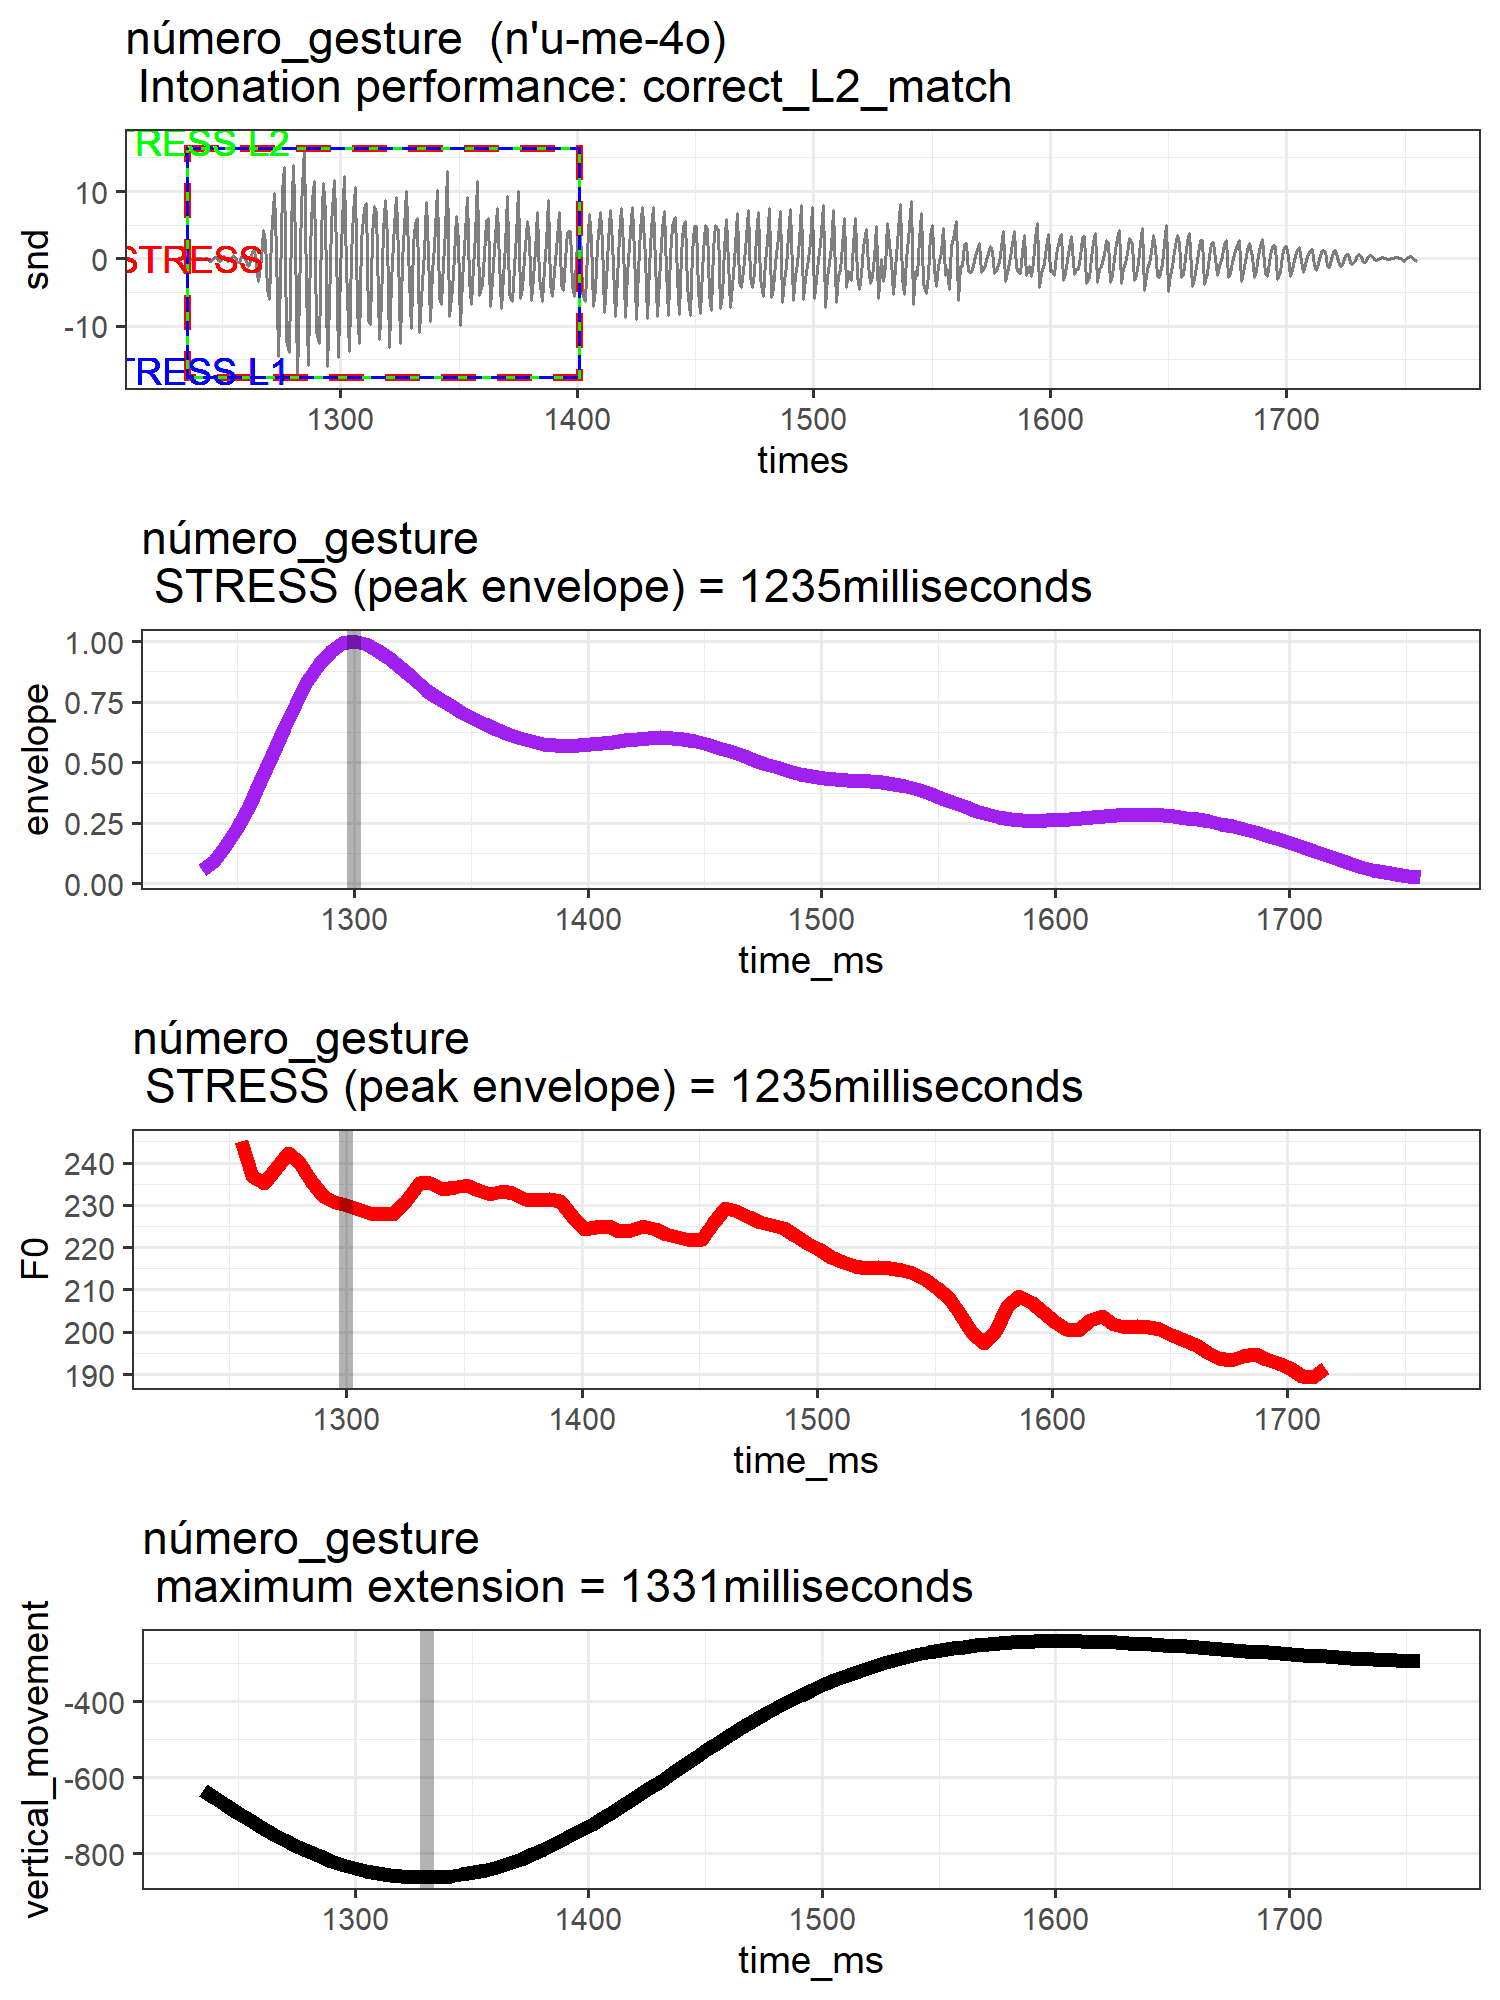 número_gesture  (n'u-me-4o)
Intonation performance: correct_L2_match
RESS L2
STRESS
TRESS L1
snd
10
0
-10
1300 1400 1500 1600 1700
times
número_gesture
STRESS (peak envelope) = 1235milliseconds
envelope
1.00
0.75
0.50
0.25
0.00
1300 1400 1500 1600 1700
time_ms
número_gesture
STRESS (peak envelope) = 1235milliseconds
F0
240
230
220
210
200
190
1300 1400 1500 1600 1700
time_ms
número_gesture
maximum extension = 1331milliseconds
vertical_movement
-400
-600
-800
1300 1400 1500 1600 1700
time_ms